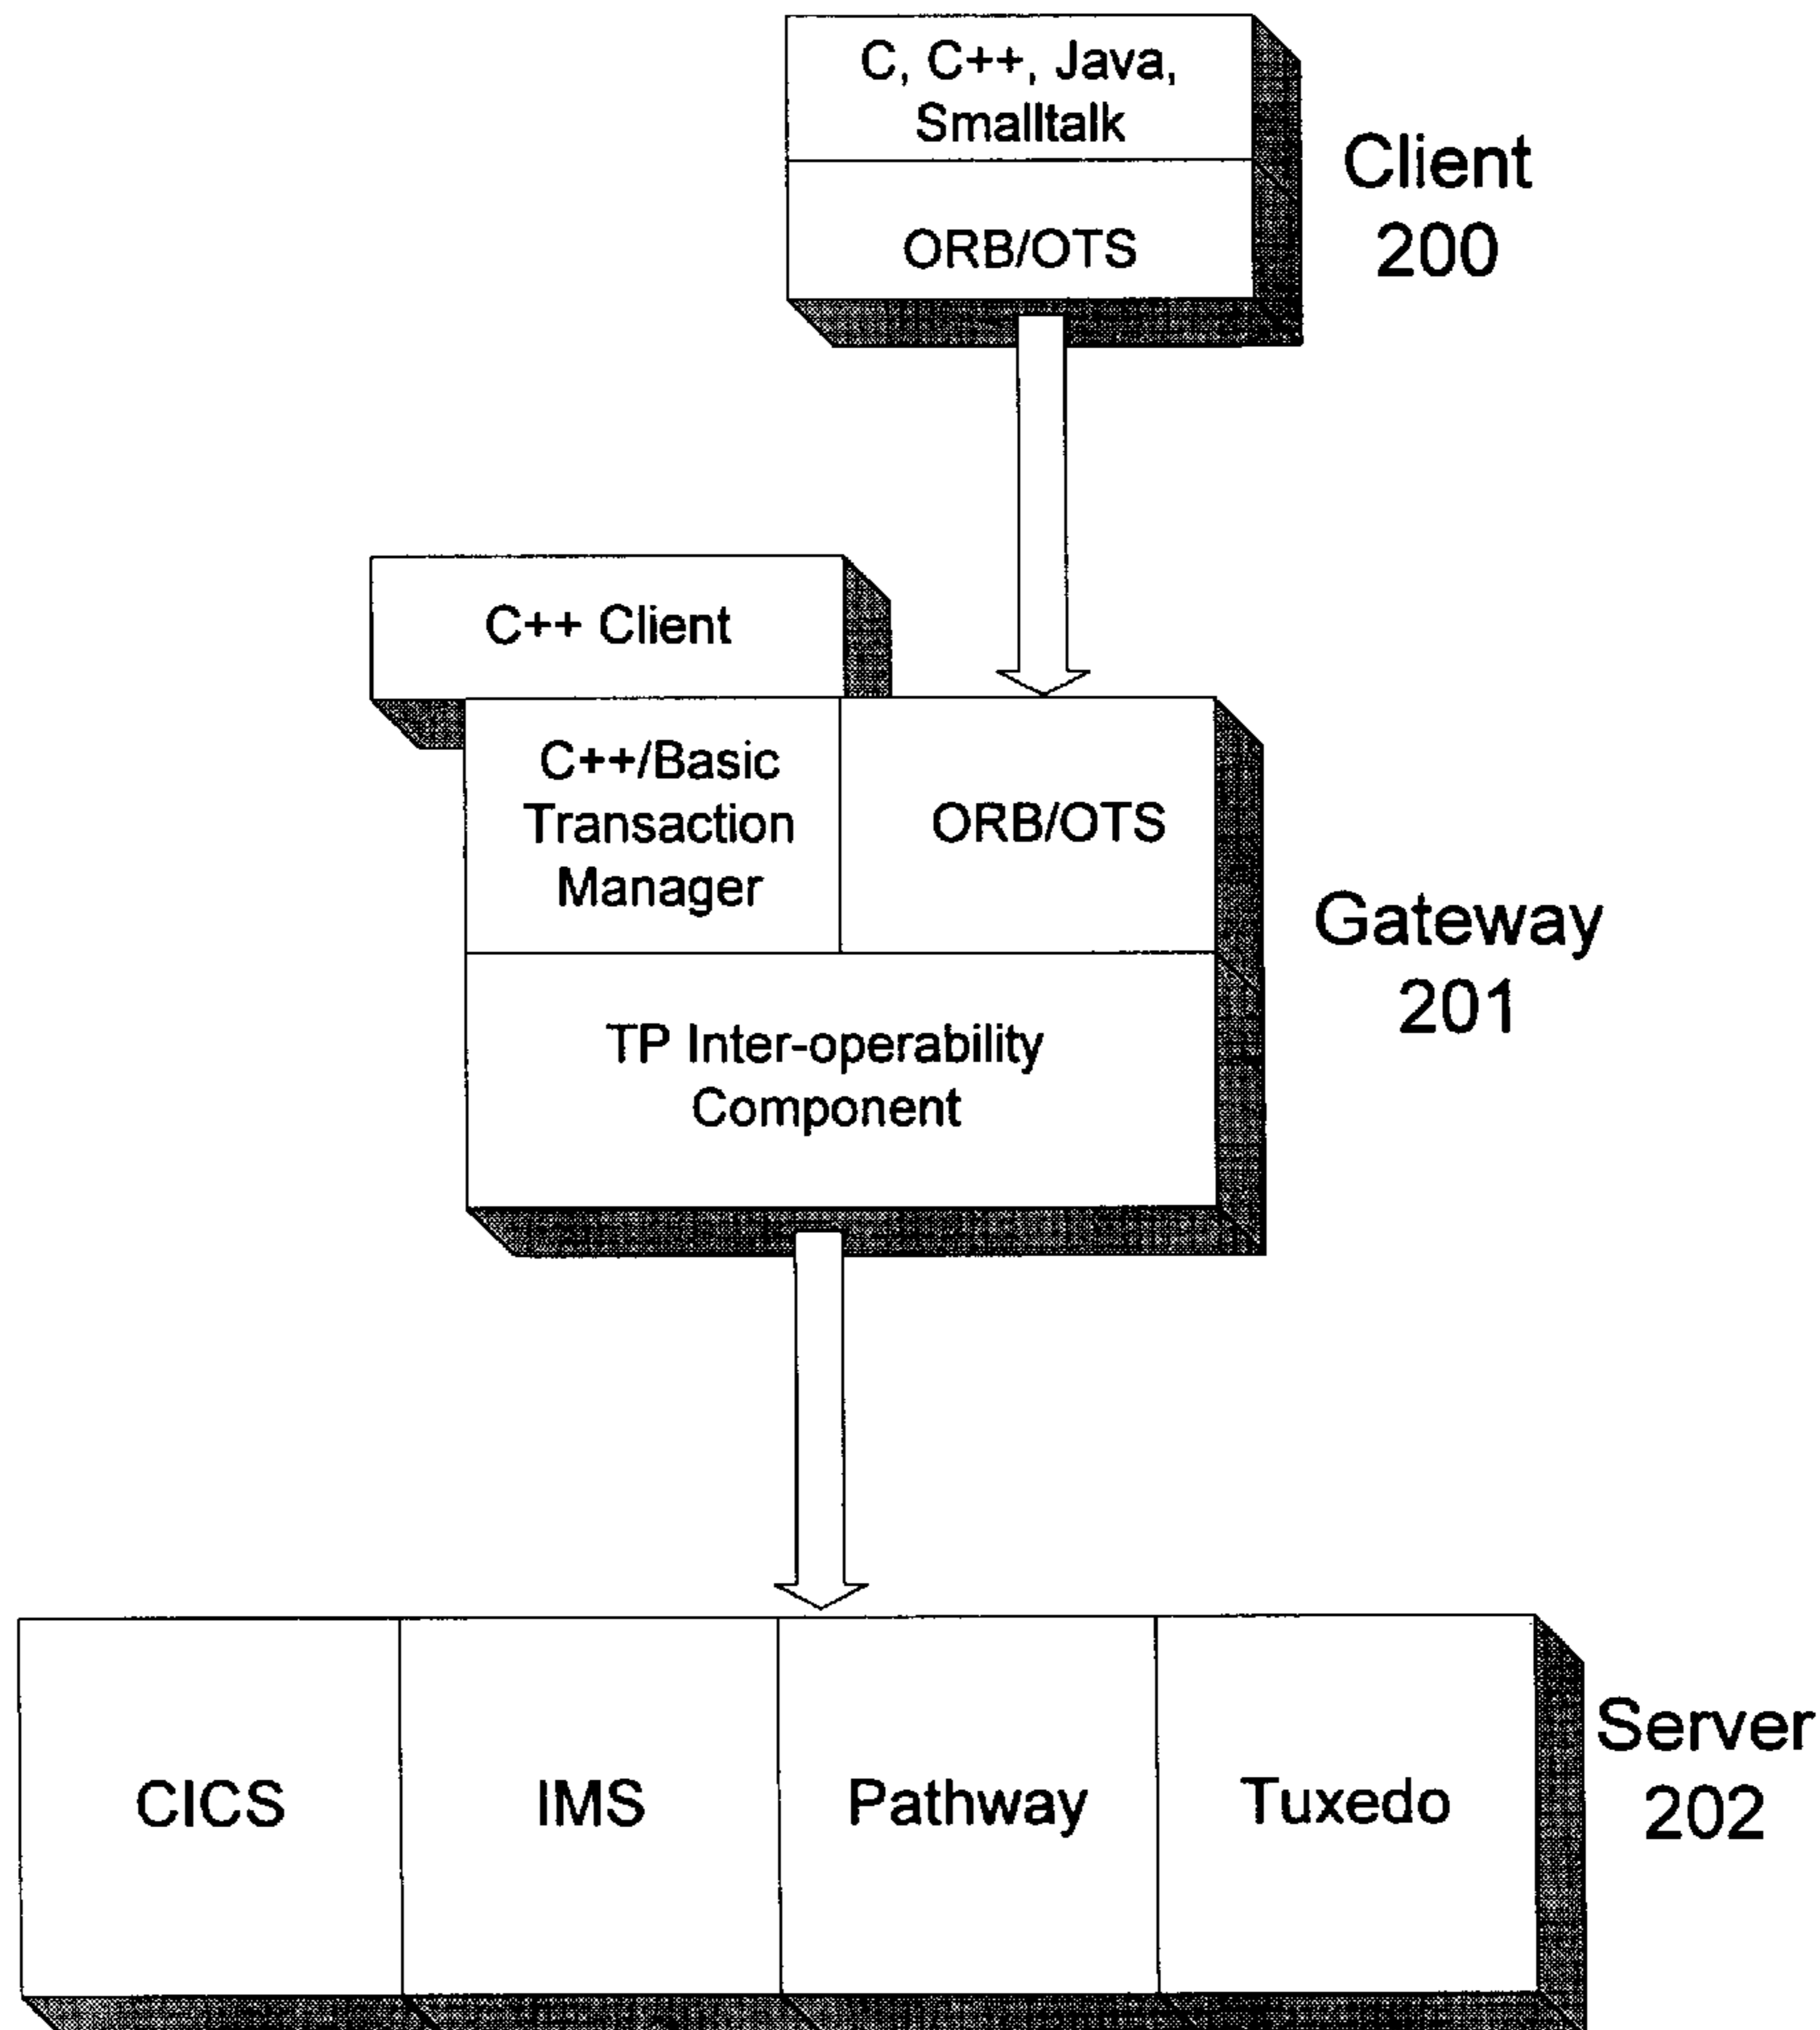 C, C++, Java,
Smalltalk
ORB/OTS
Client
200
C++ Client
C++/Basic
Transaction
Manager
ORB/OTS
TP Inter-operability
Component
Gateway
201
CICS
IMS
Pathway
Tuxedo
Server
202